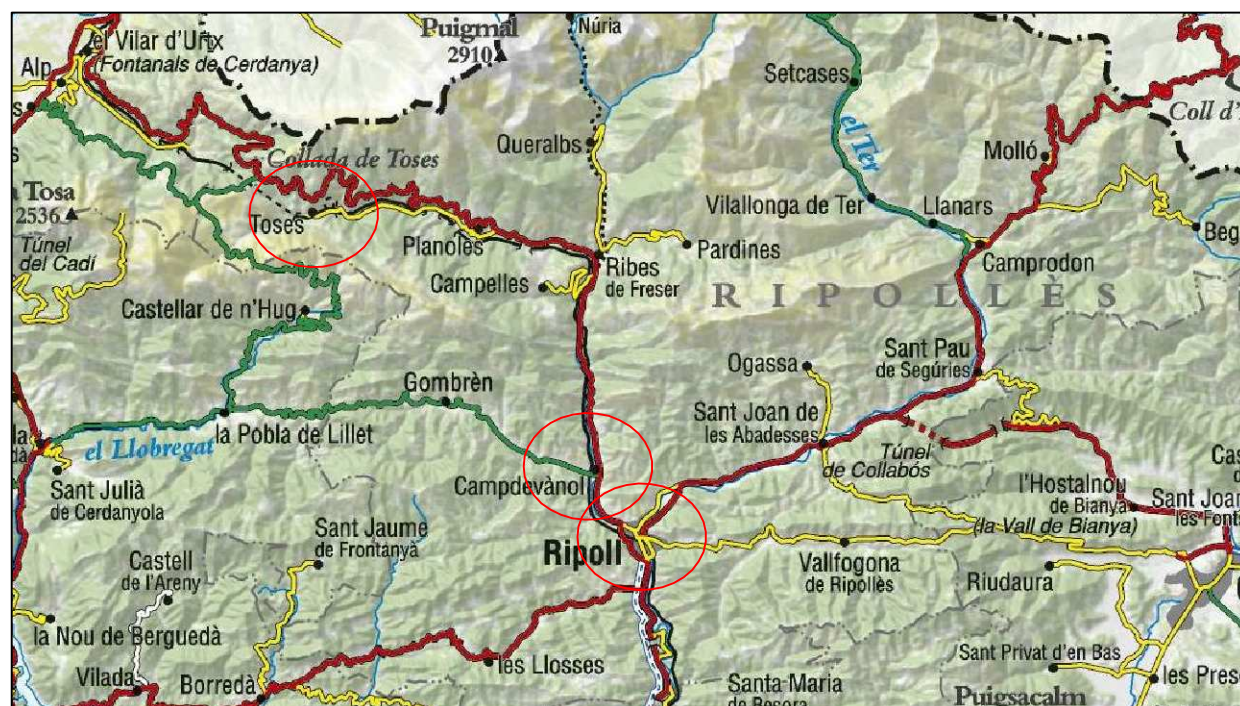 Puigmal
2910
Núria
el Vilar d'Urtx
(Fontanals de Cerdanya)
Alp
Setcases
el Ter
Coll d'
Queralbs
Molló
Collada de Toses
Tosa
2536
Toses
Vilallonga de Ter
Llanars
Túnel
del Cadí
Planoles
Pardines
Camprodon
Ribes
de Freser
Campelles
RIPOLLÈS
Castellar de n'Hug
Ogassa
Sant Pau
de Segúries
Gombrèn
Sant Joan de
les Abadesses
la Pobla de Lillet
el Llobregat
Túnel
de Collabós
Sant Julià
de Cerdanyola
Campdevànol
l'Hostalnou
de Bianya
(la Vall de Bianya)
Sant Joan
les Fonts
Sant Jaume
de Frontanyà
Ripoll
Castell
de l'Areny
Vallfogona
de Ripollès
Riudaura
la Nou de Berguedà
les Llosses
Sant Privat d'en Bas
Vilada
Borredà
Santa Maria
de Besora
Puigsacalm
les Pres